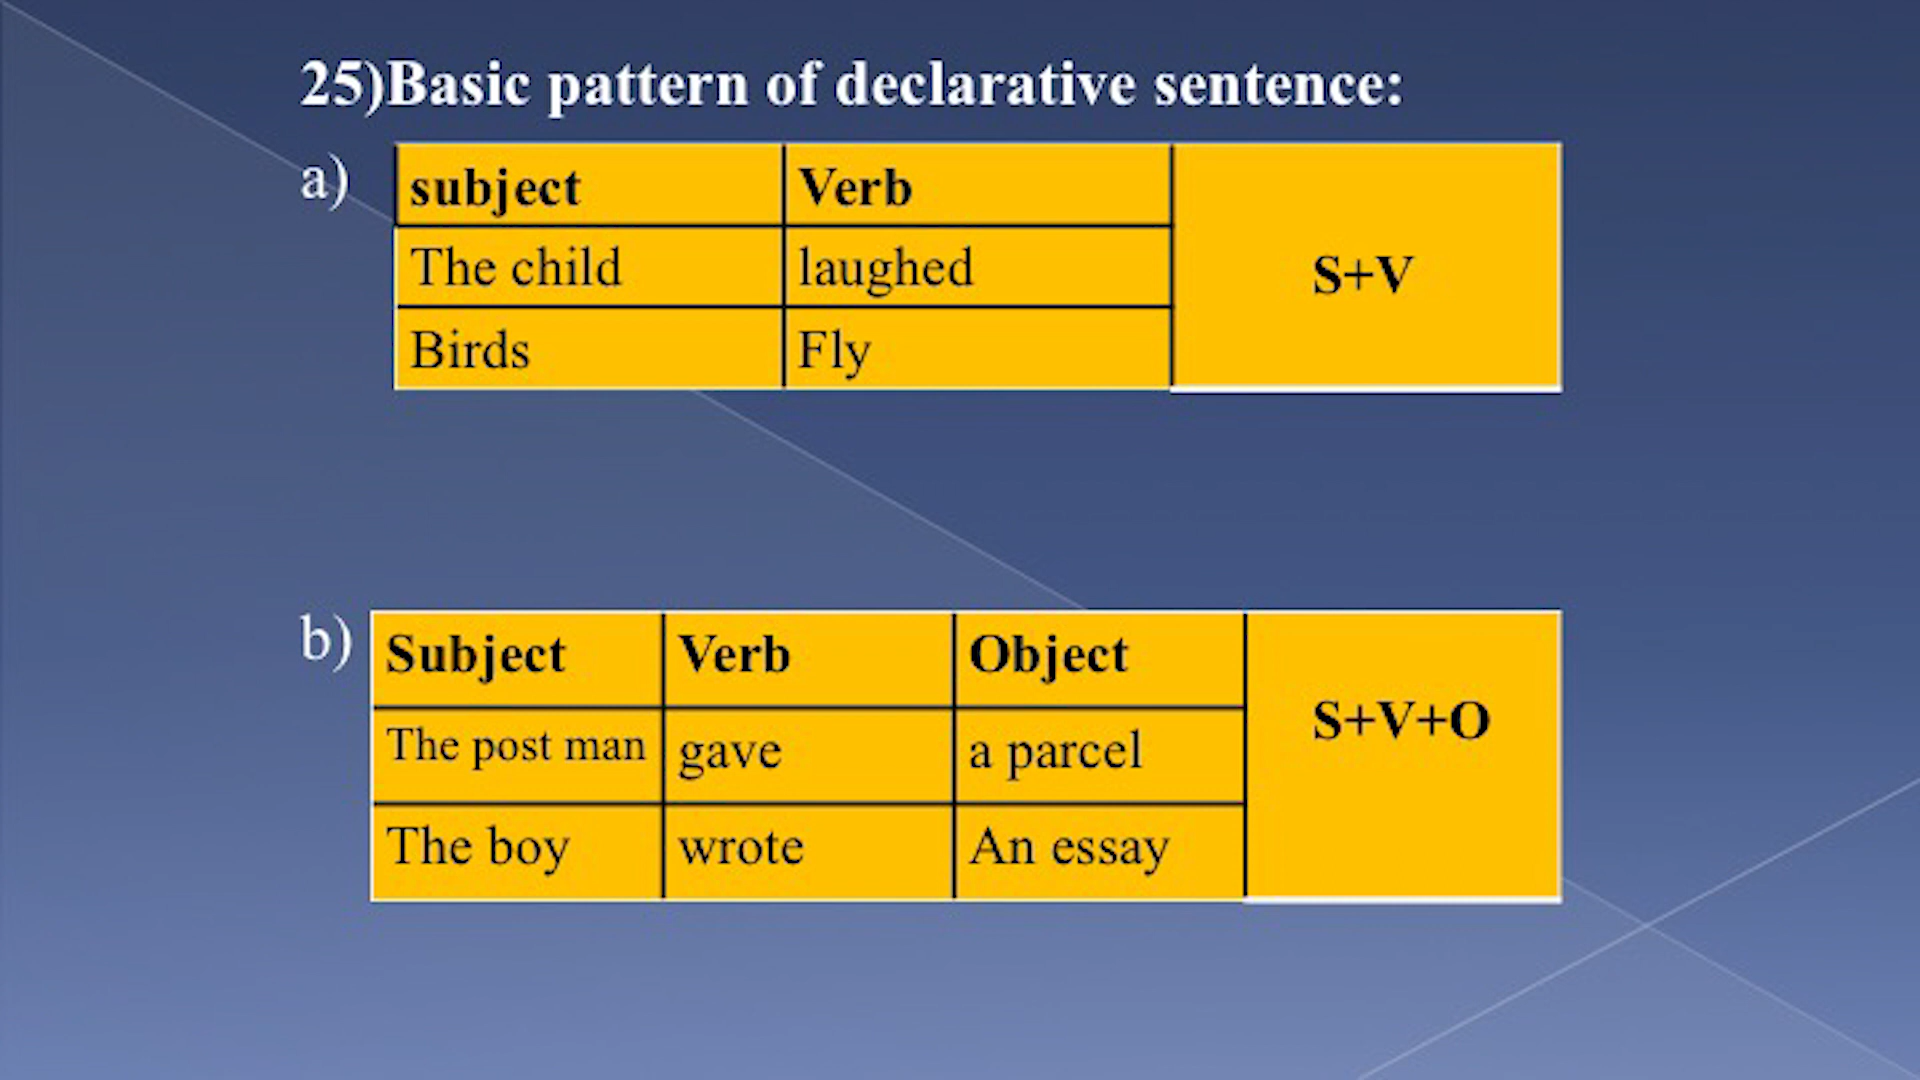 25)Basic pattern of declarative sentence:
a)
subject Verb
The child laughed
S+V
Birds Fly
b)
Subject Verb Object
S+V+O
The post man gave a parcel
The boy wrote An essay